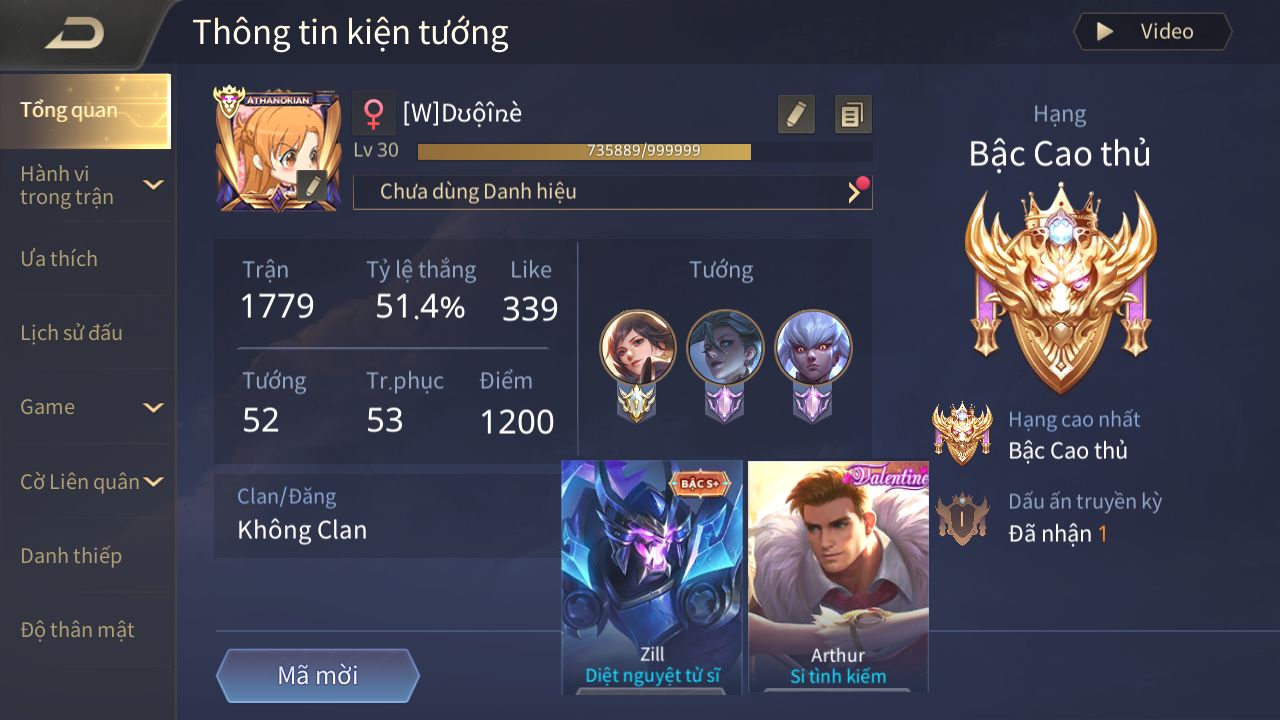 Thông tin kiện tướng
Video
Tổng quan
Hành vi
trong trận
Ưa thích
Lịch sử đấu
Game
Cờ Liên quân
Danh thiếp
Độ thân mật
ATHANORIAN
[W]Dʊộînè
Lv 30
735889/999999
Chưa dùng Danh hiệu
Trận
Tỷ lệ thắng
Like
1779
51.4%
339
Tướng
Tr.phục
Điểm
52
53
1200
Tướng
Clan/Đăng
Không Clan
BẬC S+
Zill
Diệt nguyệt tử sĩ
Valentine
Arthur
Si tình kiếm
Mã mời
Hạng
Bậc Cao thủ
Hạng cao nhất
Bậc Cao thủ
I
Dấu ấn truyền kỳ
Đã nhận 1